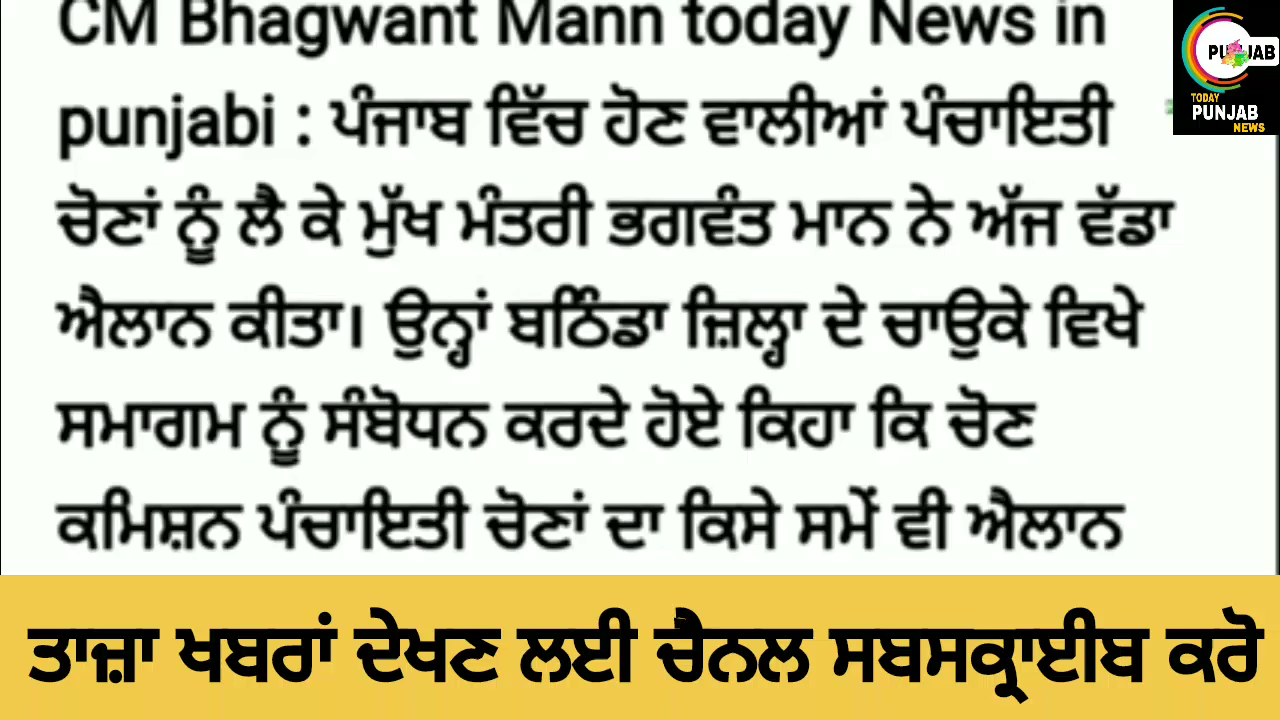 CM Bhagwant Mann today News in
punjabi : ਪੰਜਾਬ ਵਿੱਚ ਹੋਣ ਵਾਲੀਆਂ ਪੰਚਾਇਤੀ
ਚੋਣਾਂ ਨੂੰ ਲੈ ਕੇ ਮੁੱਖ ਮੰਤਰੀ ਭਗਵੰਤ ਮਾਨ ਨੇ ਅੱਜ ਵੱਡਾ
ਐਲਾਨ ਕੀਤਾ। ਉਨ੍ਹਾਂ ਬਠਿੰਡਾ ਜ਼ਿਲ੍ਹਾ ਦੇ ਚਾਉਕੇ ਵਿਖੇ
ਸਮਾਗਮ ਨੂੰ ਸੰਬੋਧਨ ਕਰਦੇ ਹੋਏ ਕਿਹਾ ਕਿ ਚੋਣ
ਕਮਿਸ਼ਨ ਪੰਚਾਇਤੀ ਚੋਣਾਂ ਦਾ ਕਿਸੇ ਸਮੇਂ ਵੀ ਐਲਾਨ
PUNJAB
TODAY
PUNJAB
NEWS
ਤਾਜ਼ਾ ਖਬਰਾਂ ਦੇਖਣ ਲਈ ਚੈਨਲ ਸਬਸਕ੍ਰਾਈਬ ਕਰੋ